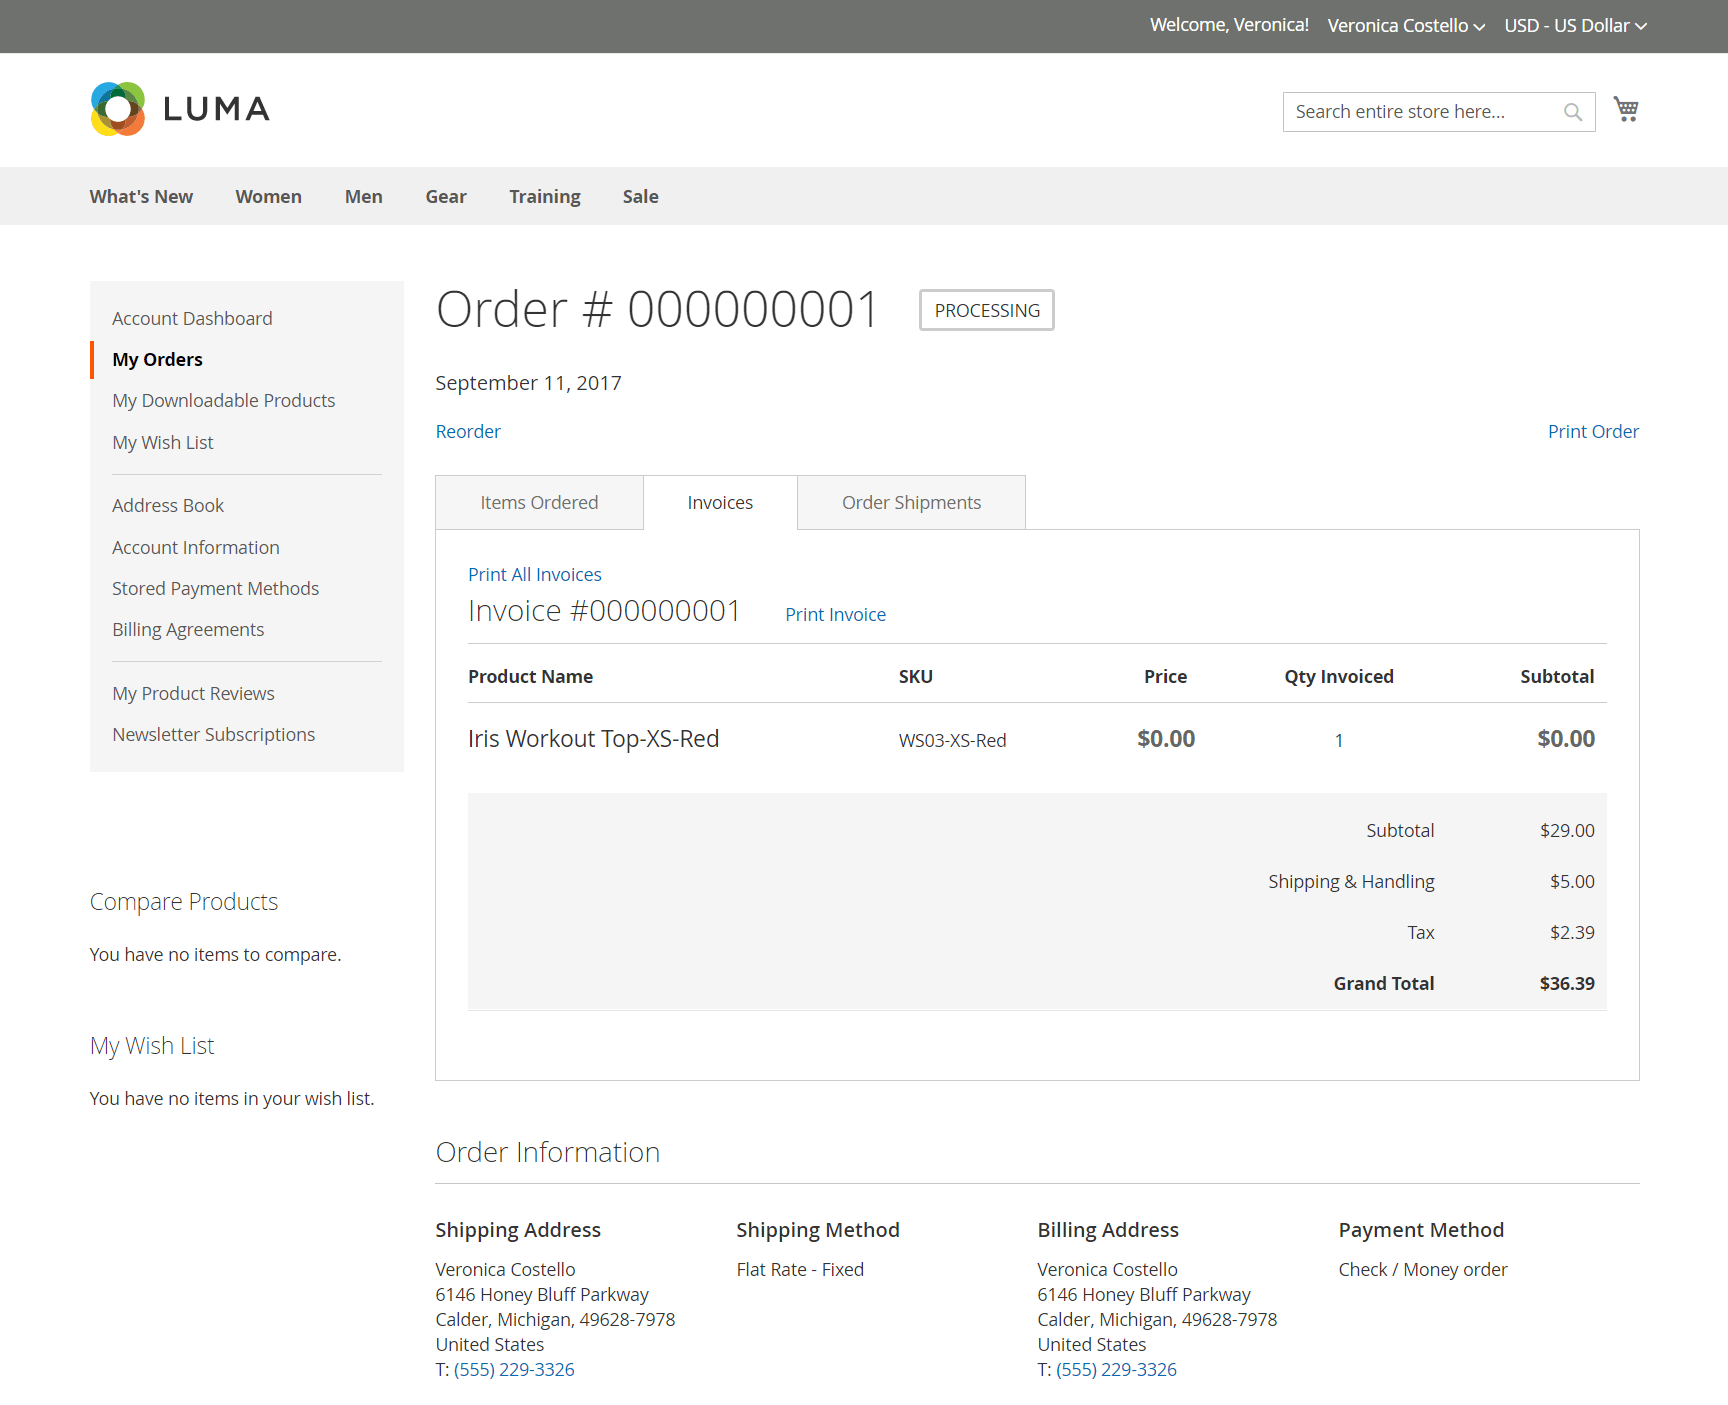 Welcome, Veronica! Veronica Costello USD - US Dollar
LUMA
Search entire store here...
What's New Women Men Gear Training Sale
Account Dashboard
My Orders
My Downloadable Products
My Wish List
Address Book
Account Information
Stored Payment Methods
Billing Agreements
My Product Reviews
Newsletter Subscriptions
Compare Products
You have no items to compare.
My Wish List
You have no items in your wish list.
Order # 000000001 PROCESSING
September 11, 2017
Reorder Print Order
Items Ordered Invoices Order Shipments
Print All Invoices
Invoice #000000001 Print Invoice
Product Name SKU Price Qty Invoiced Subtotal
Iris Workout Top-XS-Red WS03-XS-Red $0.00 1 $0.00
Subtotal $29.00
Shipping & Handling $5.00
Tax $2.39
Grand Total $36.39
Order Information
Shipping Address
Veronica Costello
6146 Honey Bluff Parkway
Calder, Michigan, 49628-7978
United States
T: (555) 229-3326
Shipping Method
Flat Rate - Fixed
Billing Address
Veronica Costello
6146 Honey Bluff Parkway
Calder, Michigan, 49628-7978
United States
T: (555) 229-3326
Payment Method
Check / Money order